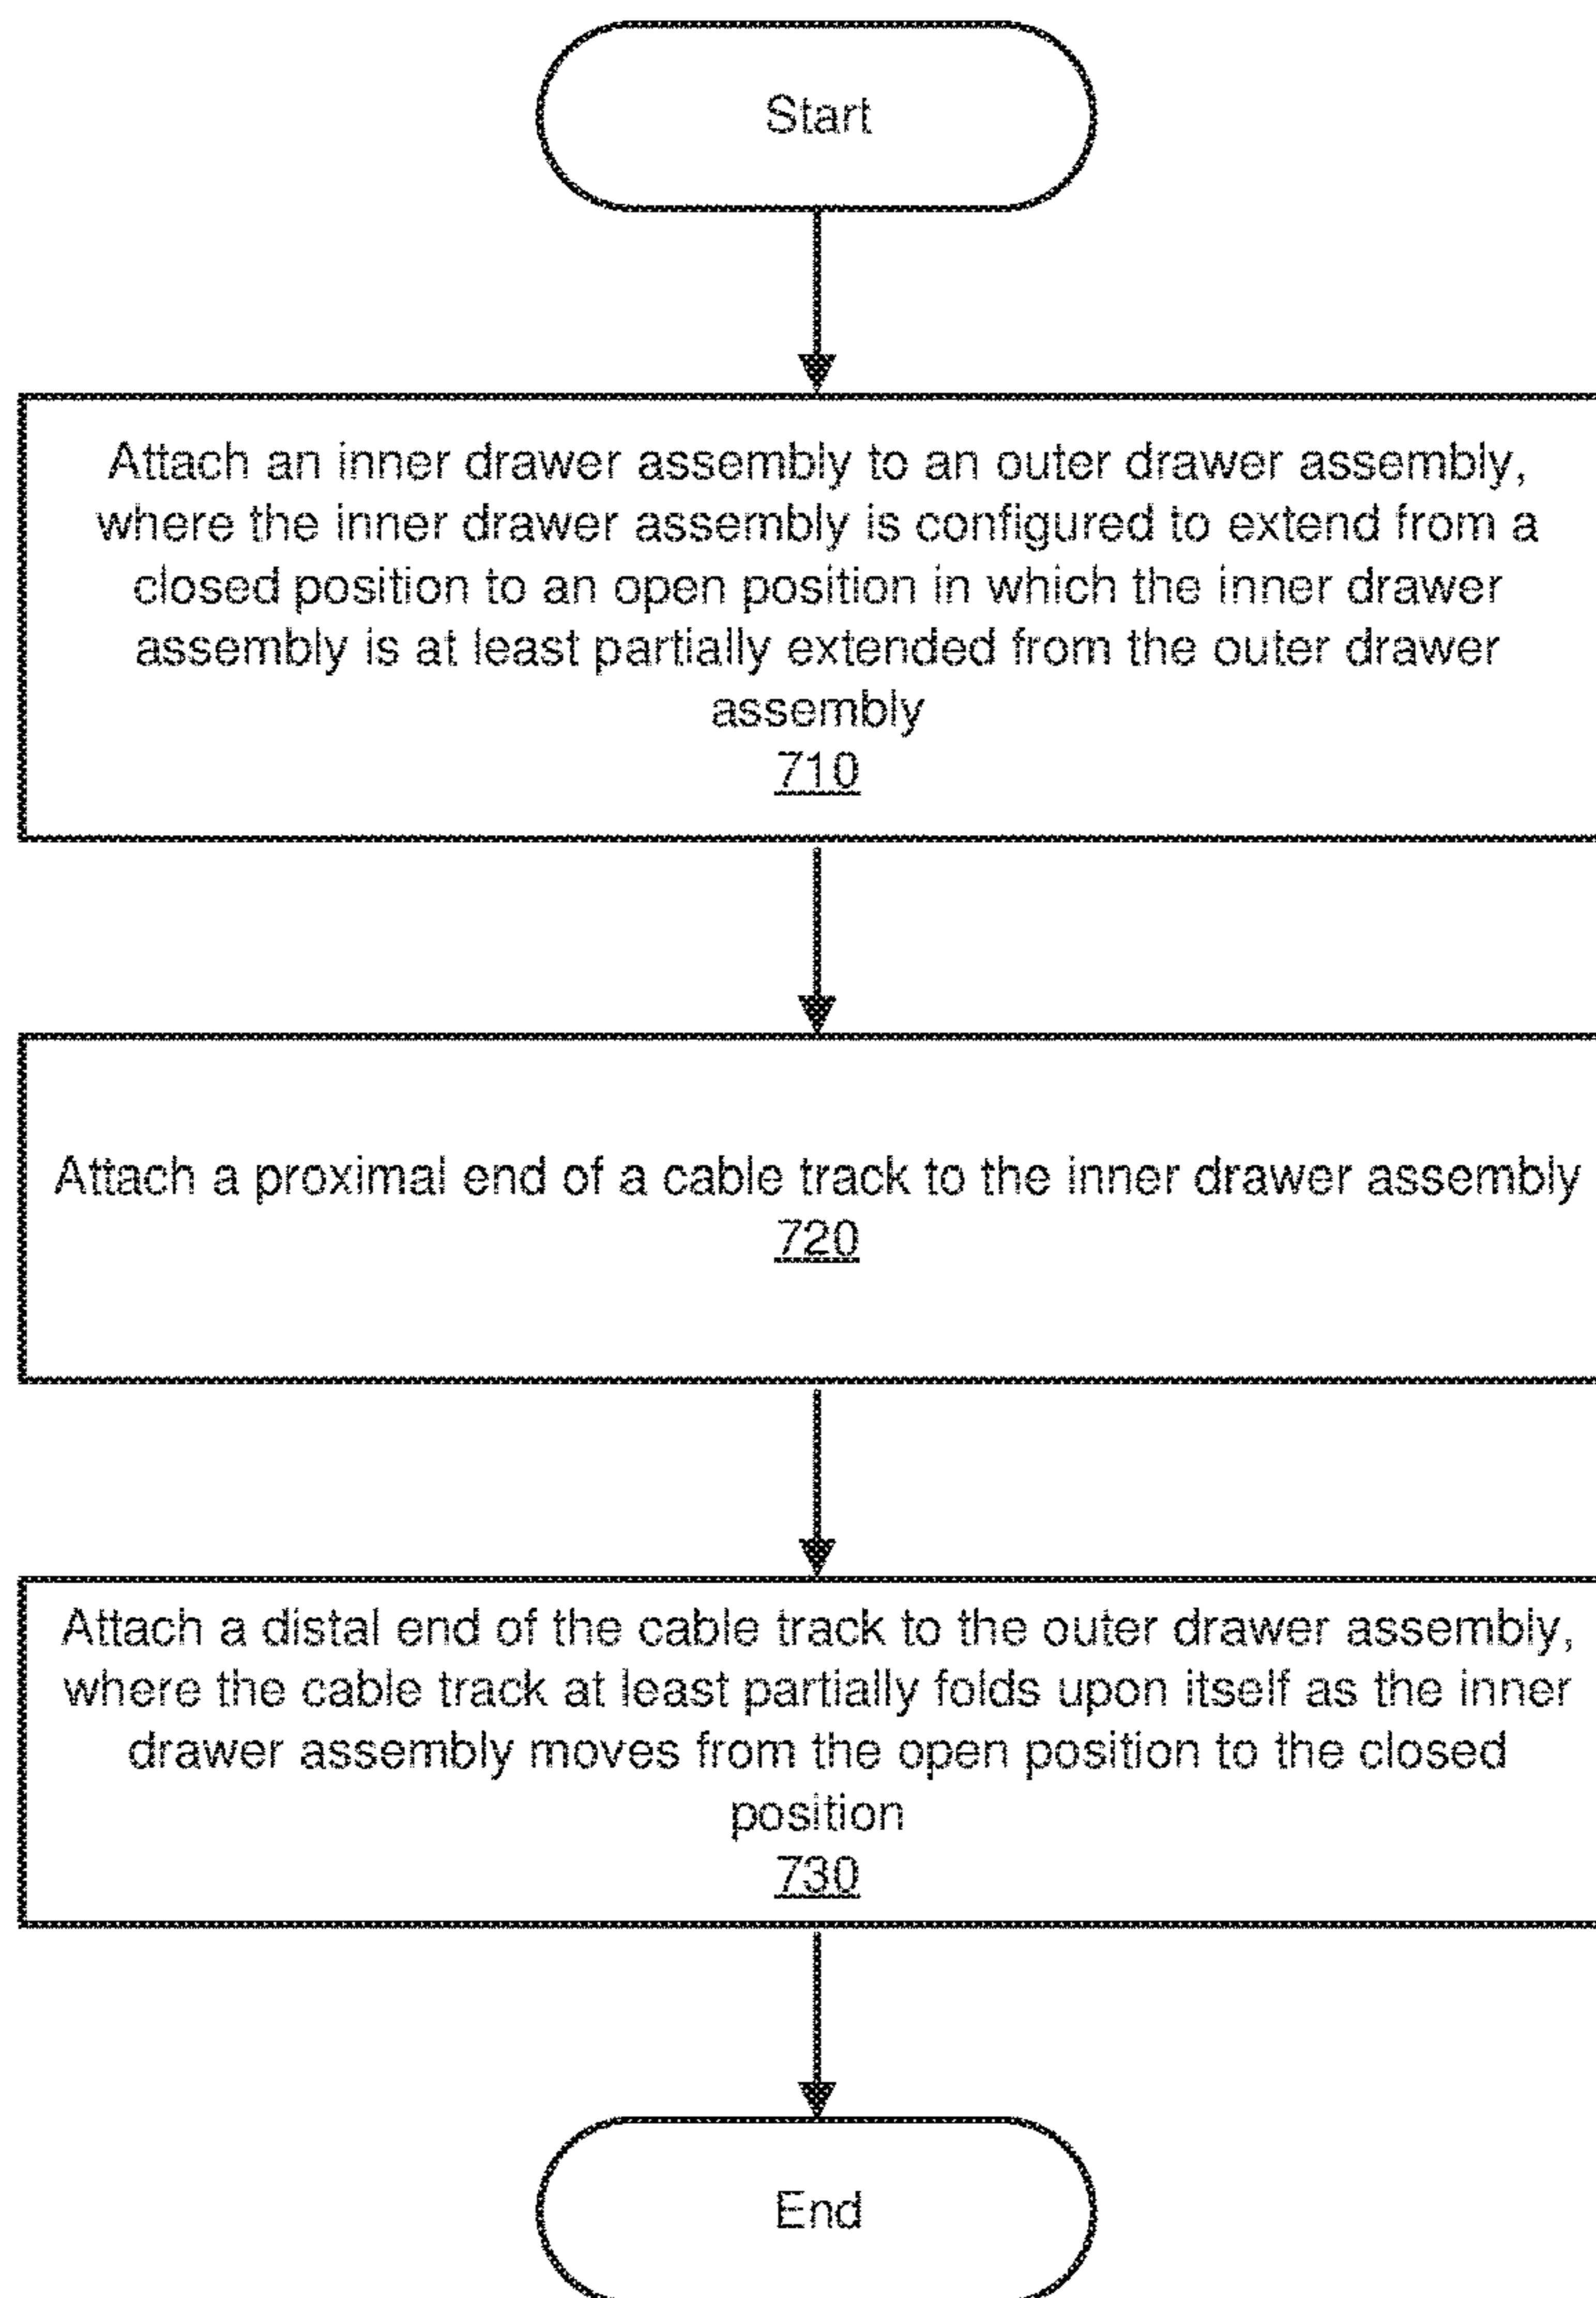 Start
Attach an inner drawer assembly to an outer drawer assembly,
where the inner drawer assembly is configured to extend from a
closed position to an open position in which the inner drawer
assembly is at least partially extended from the outer drawer
assembly
710
Attach a proximal end of a cable track to the inner drawer assembly
720
Attach a distal end of the cable track to the outer drawer assembly,
where the cable track at least partially folds upon itself as the inner
drawer assembly moves from the open position to the closed
position
730
End